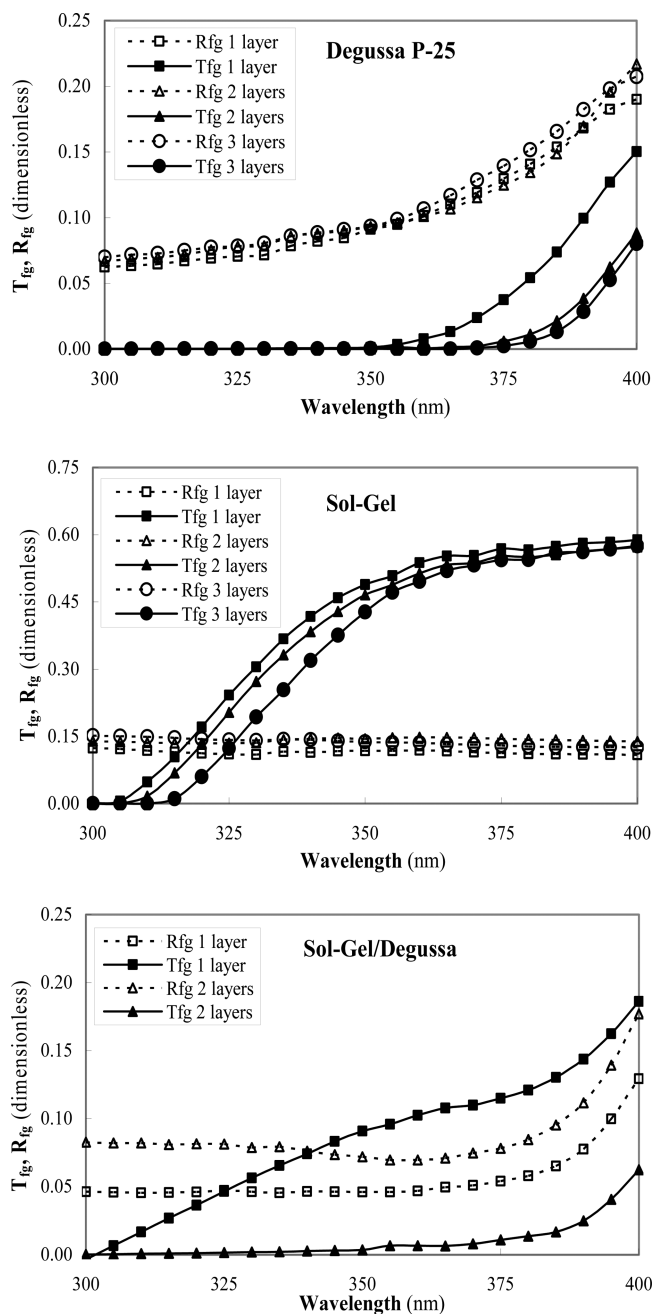 Degussa P-25
Rfg 1 layer
Tfg 1 layer
Rfg 2 layers
Tfg 2 layers
Rfg 3 layers
Tfg 3 layers
Tfg, Rfg (dimensionless)
0.25
0.20
0.15
0.10
0.05
0.00
300 325 350 375 400
Wavelength (nm)
Sol-Gel
Rfg 1 layer
Tfg 1 layer
Rfg 2 layers
Tfg 2 layers
Rfg 3 layers
Tfg 3 layers
Tfg, Rfg (dimensionless)
0.75
0.60
0.45
0.30
0.15
0.00
300 325 350 375 400
Wavelength (nm)
Sol-Gel/Degussa
Rfg 1 layer
Tfg 1 layer
Rfg 2 layers
Tfg 2 layers
Tfg, Rfg (dimensionless)
0.25
0.20
0.15
0.10
0.05
0.00
300 325 350 375 400
Wavelength (nm)